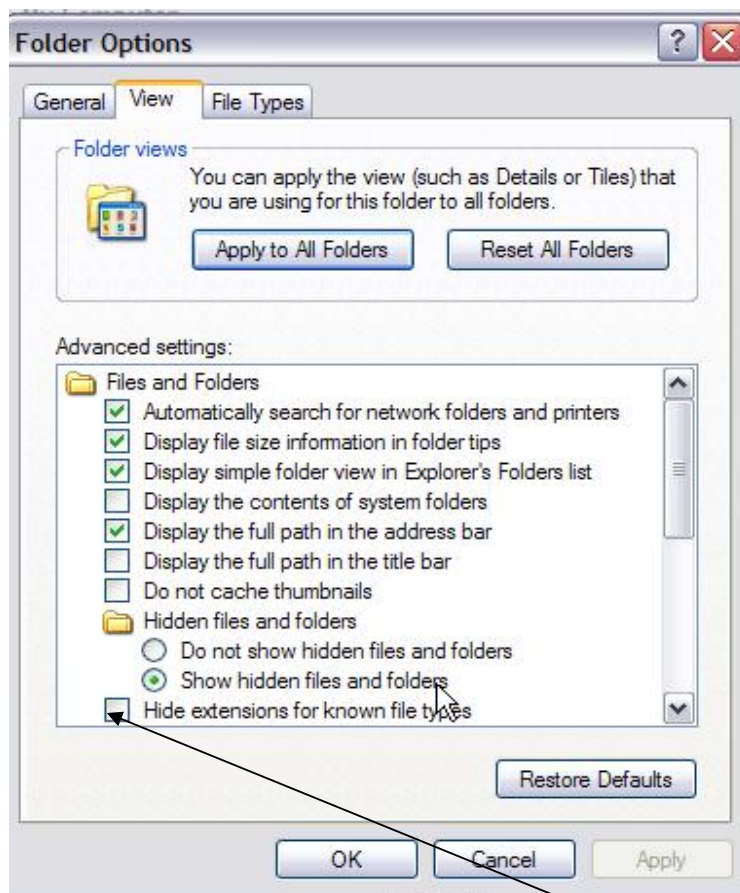 Folder Options
General View File Types
Folder views
You can apply the view (such as Details or Tiles) that
you are using for this folder to all folders.
Apply to All Folders Reset All Folders
Advanced settings:
Files and Folders
Automatically search for network folders and printers
Display file size information in folder tips
Display simple folder view in Explorer's Folders list
Display the contents of system folders
Display the full path in the address bar
Display the full path in the title bar
Do not cache thumbnails
Hidden files and folders
Do not show hidden files and folders
Show hidden files and folders
Hide extensions for known file types
Restore Defaults
OK Cancel Apply